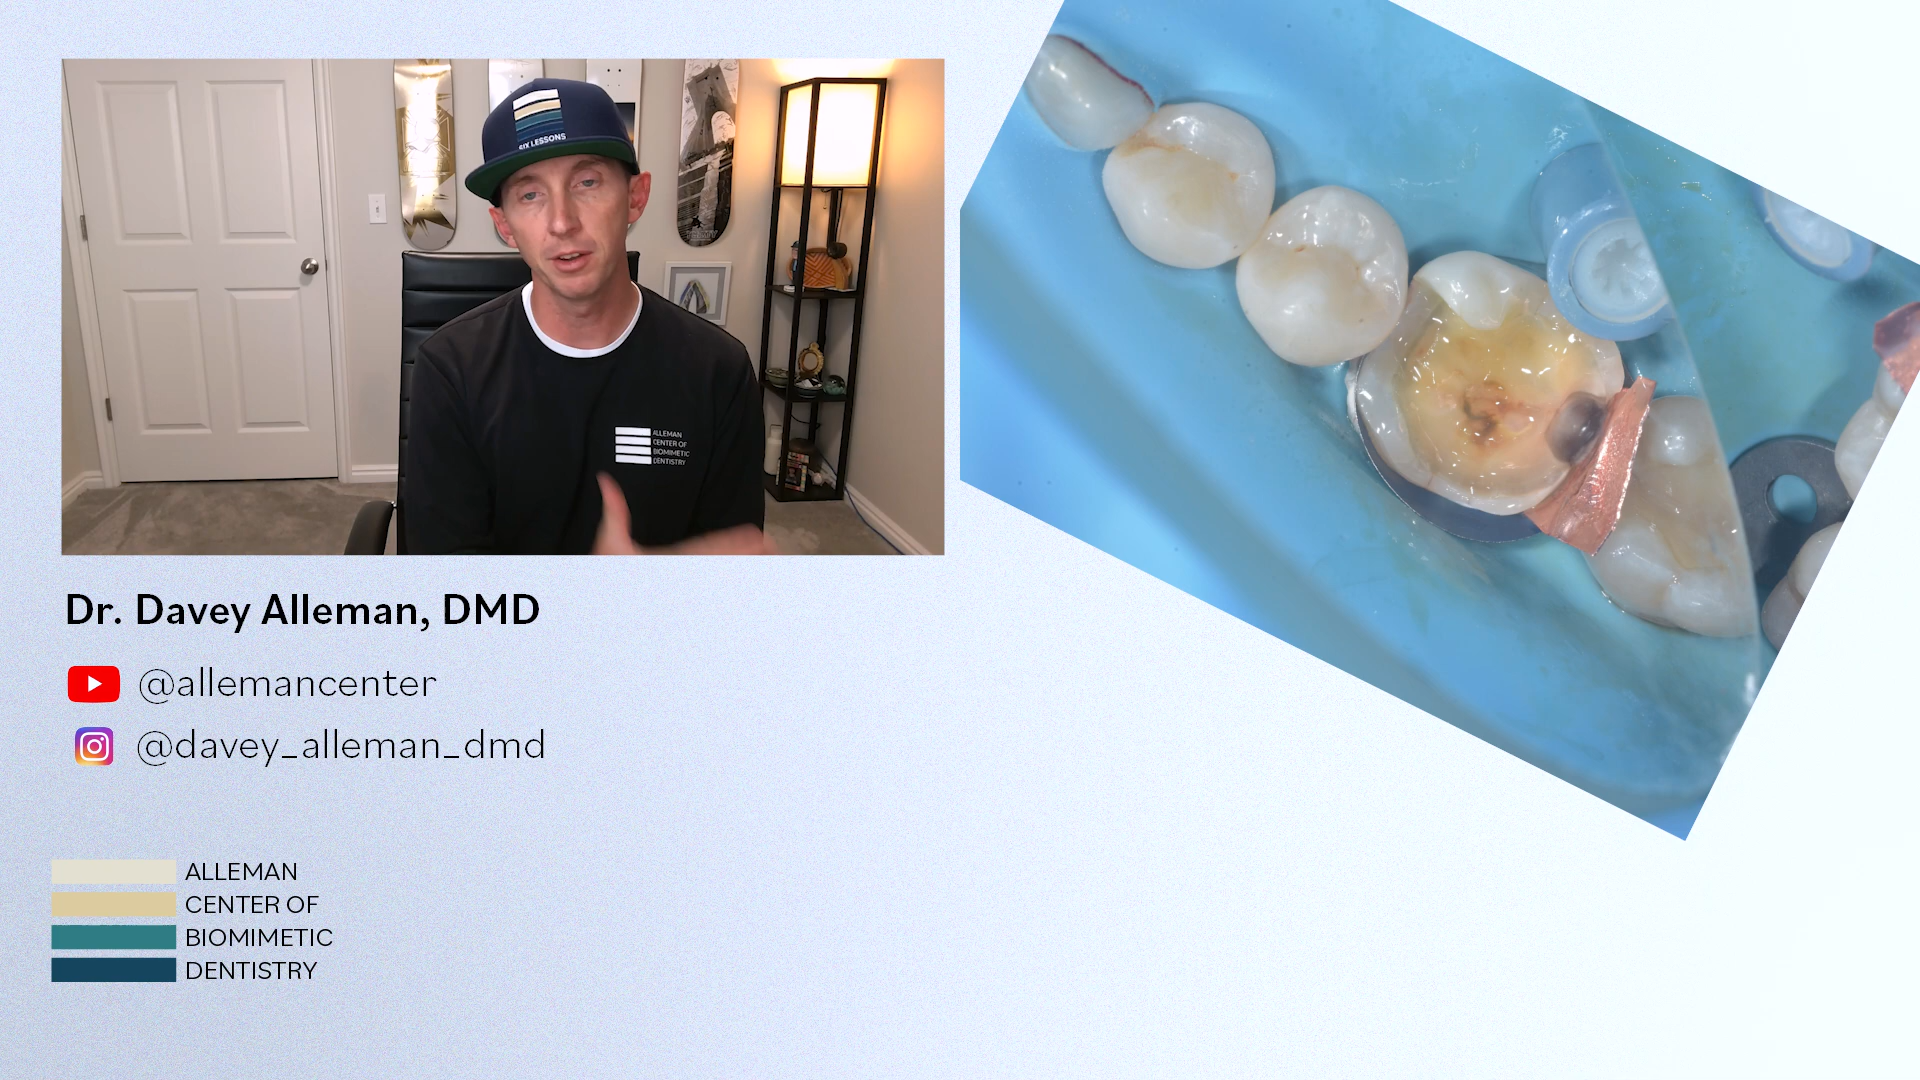 SIX LESSONS
ALLEMAN
CENTER OF
BIOMIMETIC
DENTISTRY
Dr. Davey Alleman, DMD
@allemancenter
@davey_alleman_dmd
ALLEMAN
CENTER OF
BIOMIMETIC
DENTISTRY